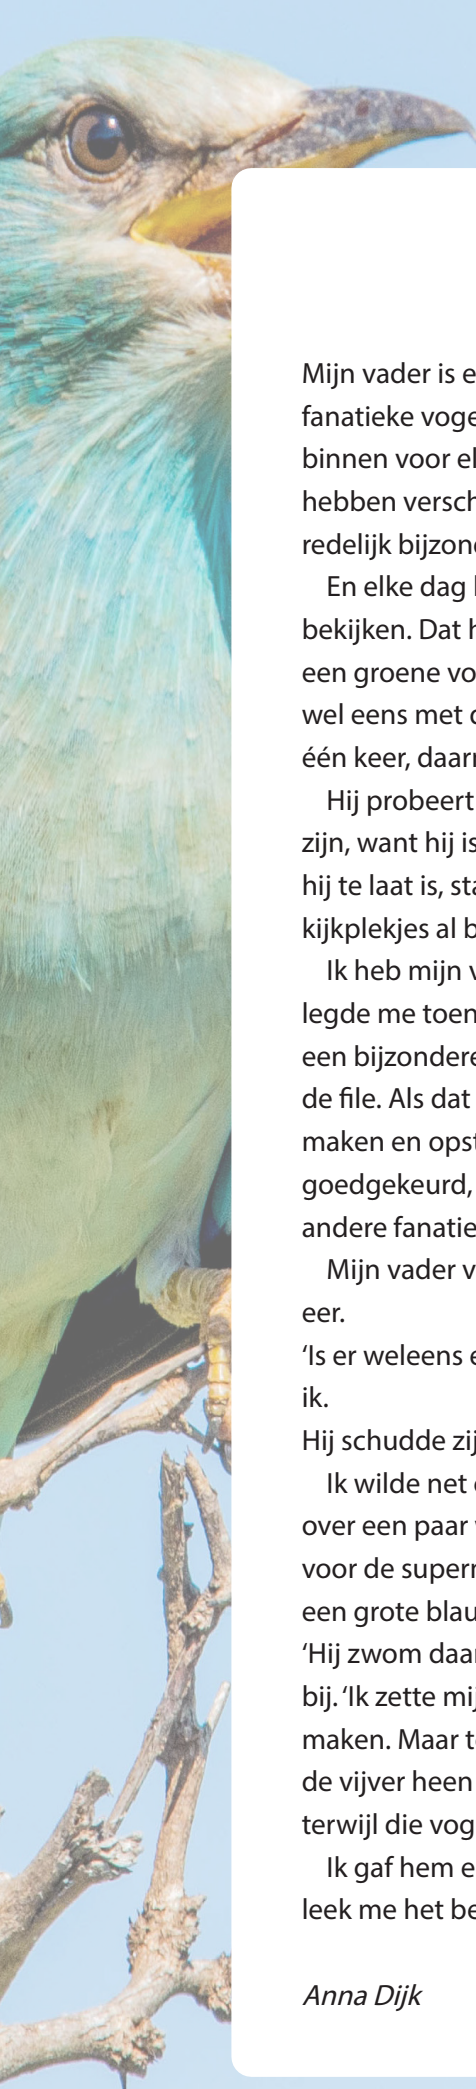 Mijn vader is e
fanatieke voge
binnen voor el
hebben versch
redelijk bijzon
En elke dag
bekijken. Dat h
een groene vo
wel eens met
één keer, daar
Hij probeert
zijn, want hij is
hij te laat is, sta
kijkplekjes al b
Ik heb mijn v
legde me toen
een bijzondere
de file. Als dat
maken en opst
goedgekeurd,
andere fanatie
Mijn vader v
eer.
‘Is er weleens e
ik.
Hij schudde zij
Ik wilde net
over een paar
voor de super
een grote blau
‘Hij zwom daar
bij. ‘Ik zette mij
maken. Maar t
de vijver heen
terwijl die vog
Ik gaf hem e
leek me het be
Anna Dijk